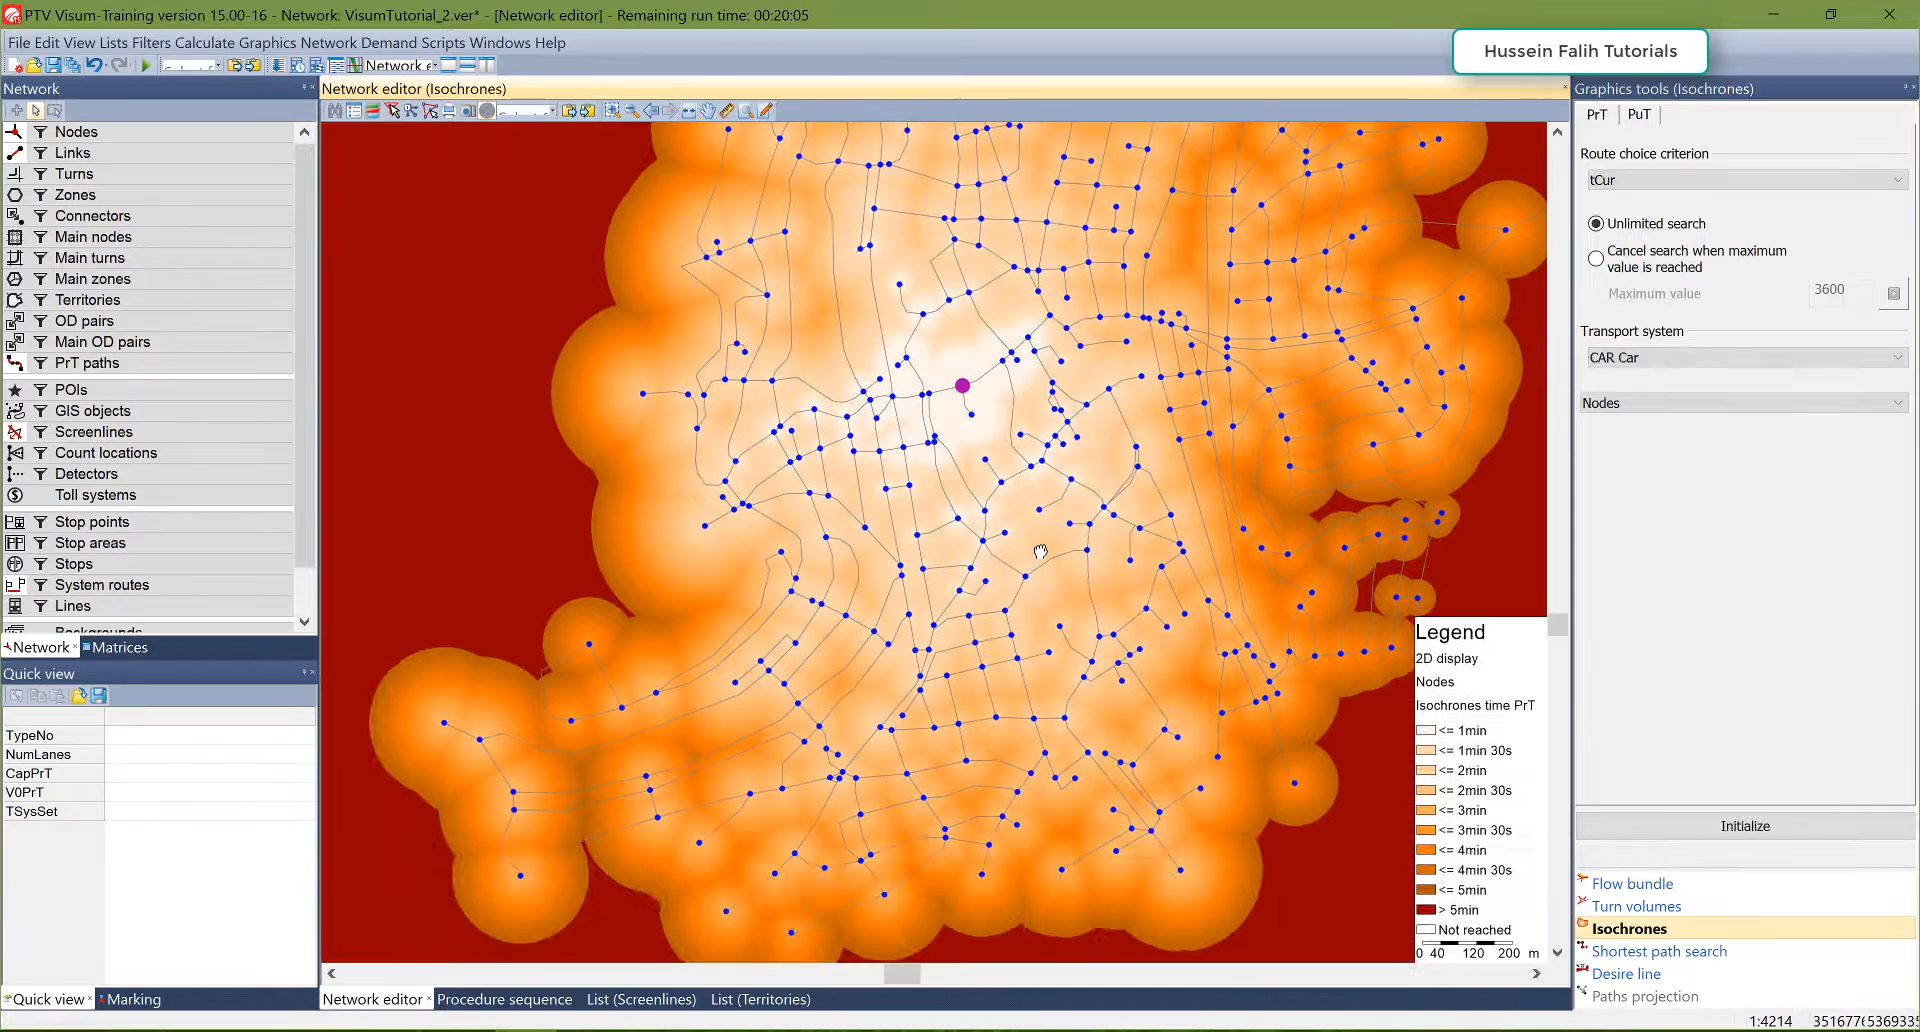 PTV Visum-Training version 15.00-16 - Network: VisumTutorial_2.ver* - [Network editor] - Remaining run time: 00:20:05
File Edit View Lists Filters Calculate Graphics Network Demand Scripts Windows Help
Hussein Falih Tutorials
Network
Nodes
Links
Turns
Zones
Connectors
Main nodes
Main turns
Main zones
Territories
OD pairs
Main OD pairs
PrT paths
POIs
GIS objects
Screenlines
Count locations
Detectors
Toll systems
Stop points
Stop areas
Stops
System routes
Lines
Backgrounds
Network
Matrices
Quick view
TypeNo
NumLanes
CapPrT
V0PrT
TSysSet
Quick view
Marking
Network editor (Isochrones)
Legend
2D display
Nodes
Isochrones time PrT
<= 1min
<= 1min 30s
<= 2min
<= 2min 30s
<= 3min
<= 3min 30s
<= 4min
<= 4min 30s
<= 5min
> 5min
Not reached
0 40 120 200 m
Network editor
Procedure sequence
List (Screenlines)
List (Territories)
Graphics tools (Isochrones)
PrT
PuT
Route choice criterion
tCur
Unlimited search
Cancel search when maximum
value is reached
Maximum value
3600
Transport system
CAR Car
Nodes
Initialize
Flow bundle
Turn volumes
Isochrones
Shortest path search
Desire line
Paths projection
1:4214